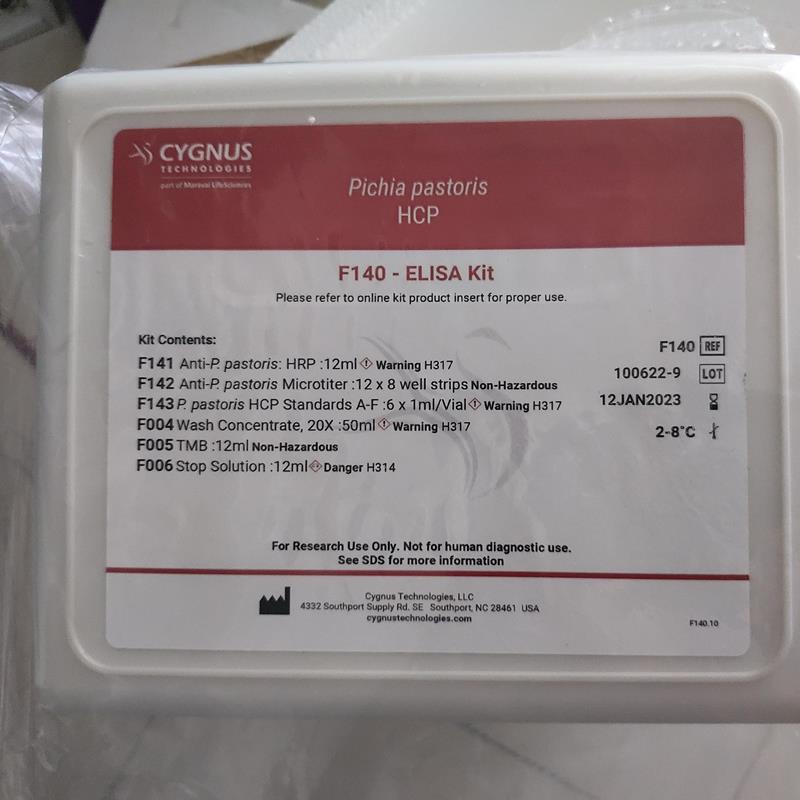 CYGNUS
TECHNOLOGIES
part of Maravai LifeSciences
Pichia pastoris
HCP
F140 - ELISA Kit
Please refer to online kit product insert for proper use.
Kit Contents:
F141 Anti-P. pastoris: HRP :12ml Warning H317
F142 Anti-P. pastoris Microtiter :12 x 8 well strips Non-Hazardous
F143 P. pastoris HCP Standards A-F :6 x 1ml/Vial Warning H317
F004 Wash Concentrate, 20X :50ml Warning H317
F005 TMB :12ml Non-Hazardous
F006 Stop Solution :12ml Danger H314
F140 REF
100622-9 LOT
12JAN2023
2-8°C
For Research Use Only. Not for human diagnostic use.
See SDS for more information
Cygnus Technologies, LLC
4332 Southport Supply Rd. SE Southport, NC 28461 USA
cygnustechnologies.com
F140.10